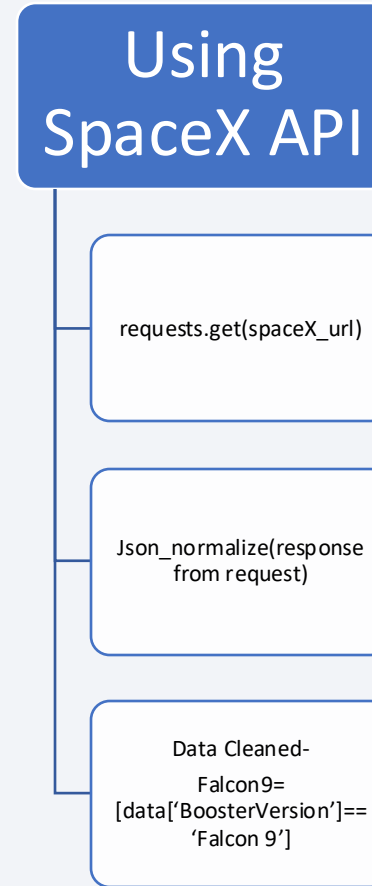 Using
SpaceX API
requests.get(spaceX_url)
Json_normalize(response
from request)
Data Cleaned-
Falcon9=
[data[‘BoosterVersion’]==
‘Falcon 9’]